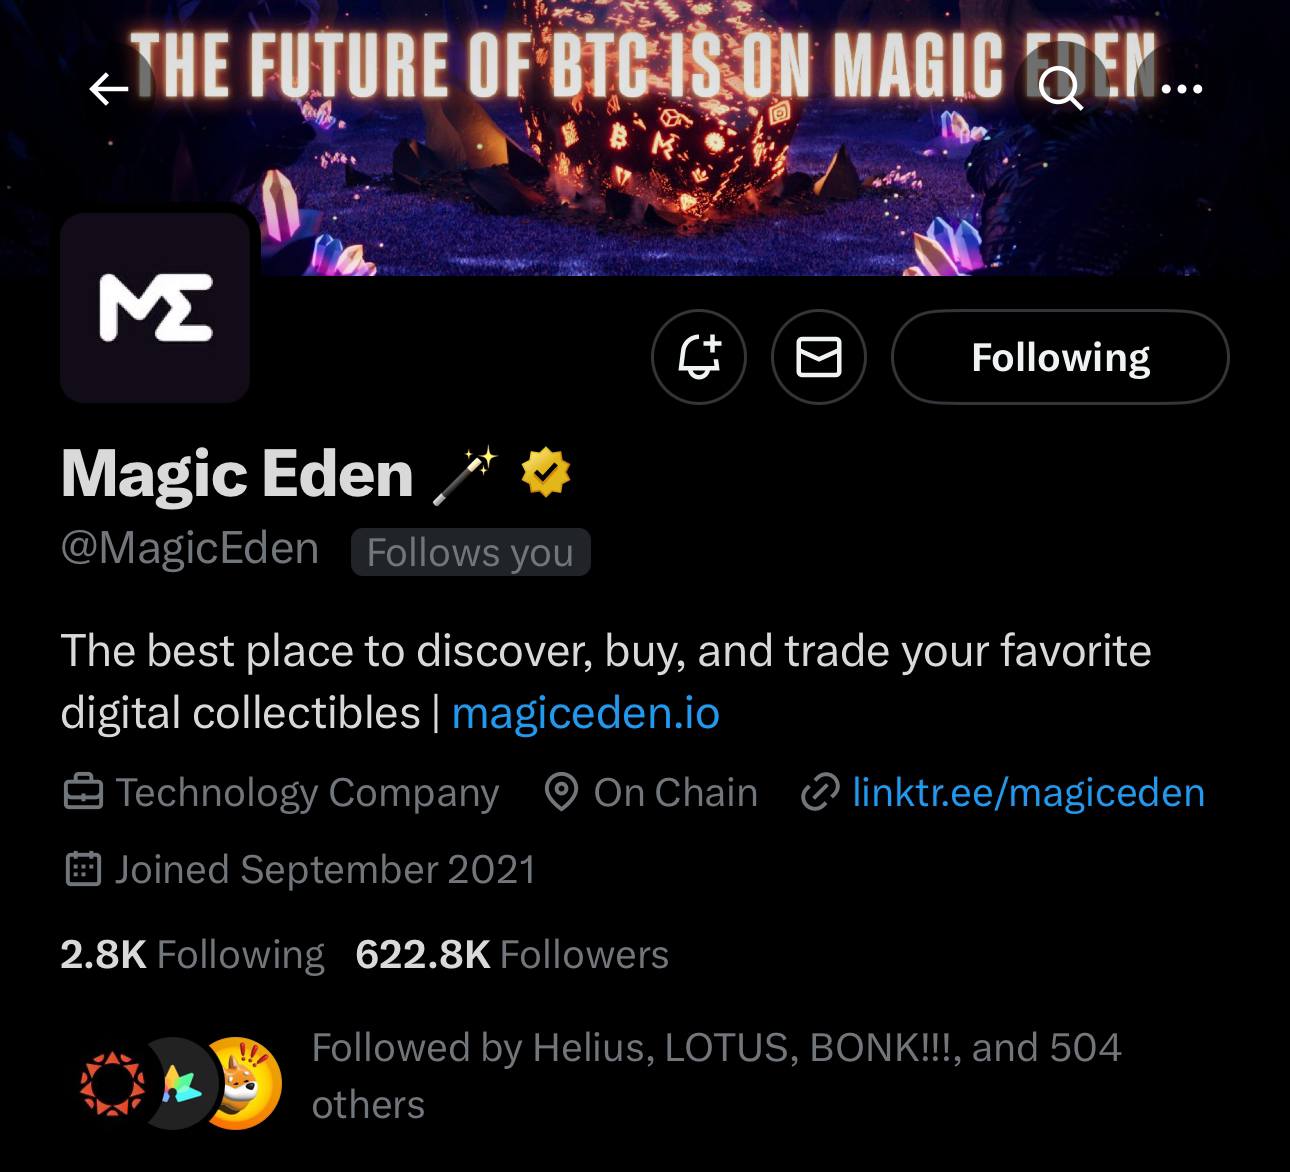 THE FUTURE OF BTC IS ON MAGIC EDEN
ME
Following
Magic Eden
@MagicEden Follows you
The best place to discover, buy, and trade your favorite
digital collectibles | magiceden.io
Technology Company On Chain linktr.ee/magiceden
Joined September 2021
2.8K Following 622.8K Followers
Followed by Helius, LOTUS, BONK!!!, and 504
others